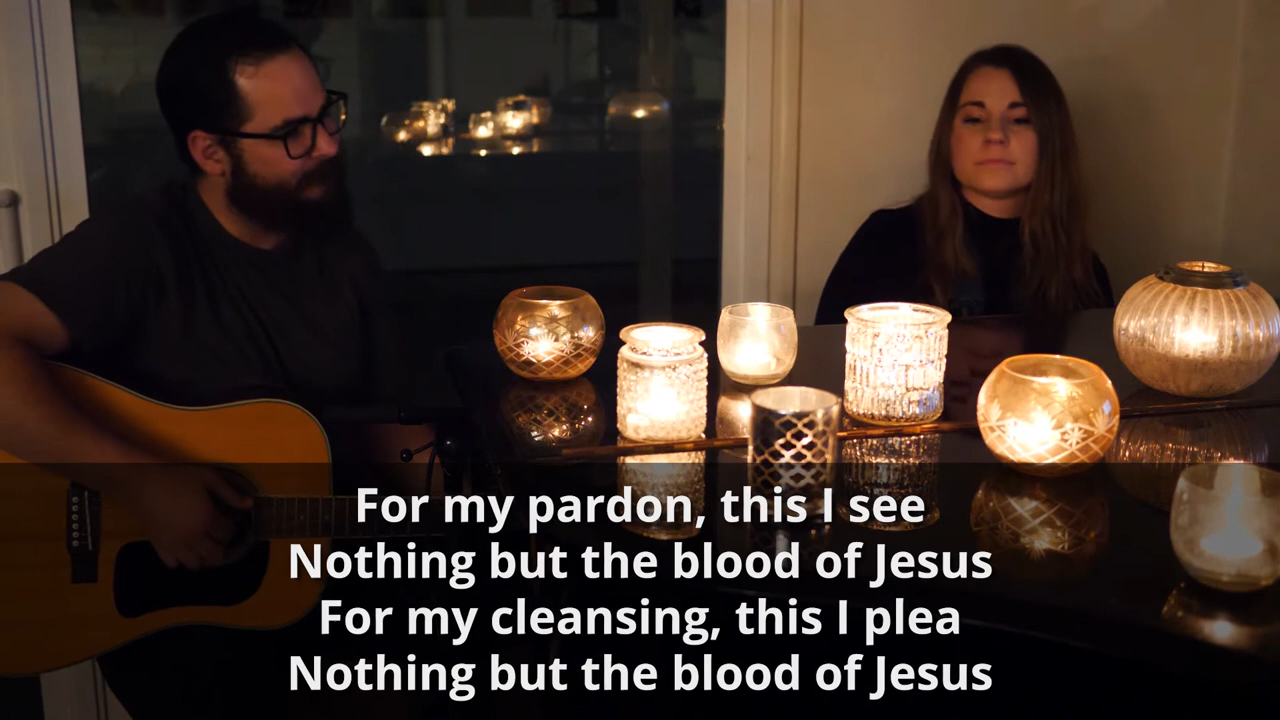 For my pardon, this I see
Nothing but the blood of Jesus
For my cleansing, this I plea
Nothing but the blood of Jesus